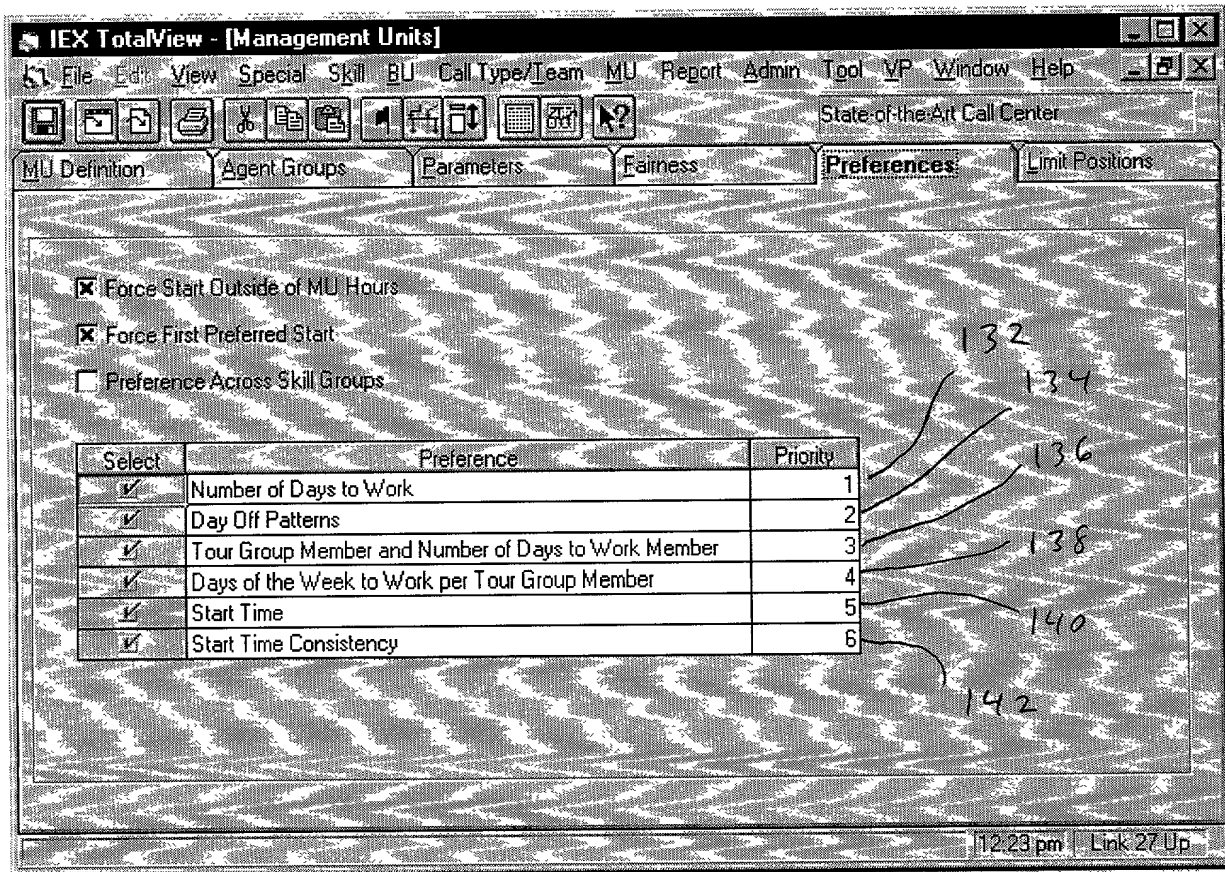 IEX TotalView - [Management Units]
File Edit View Special Skill BU Call Type/Team MU Report Admin Tool VP Window Help
State-of-the-Art Call Center
MU Definition Agent Groups Parameters Fairness Preferences Limit Positions
Force Start Outside of MU Hours
Force First Preferred Start
132
Preference Across Skill Groups
134
Select Preference Priority
136
Number of Days to Work 1
Day Off Patterns 2
Tour Group Member and Number of Days to Work Member 3
138
Days of the Week to Work per Tour Group Member 4
Start Time 5
140
Start Time Consistency 6
142
12:23 pm Link 27 Up